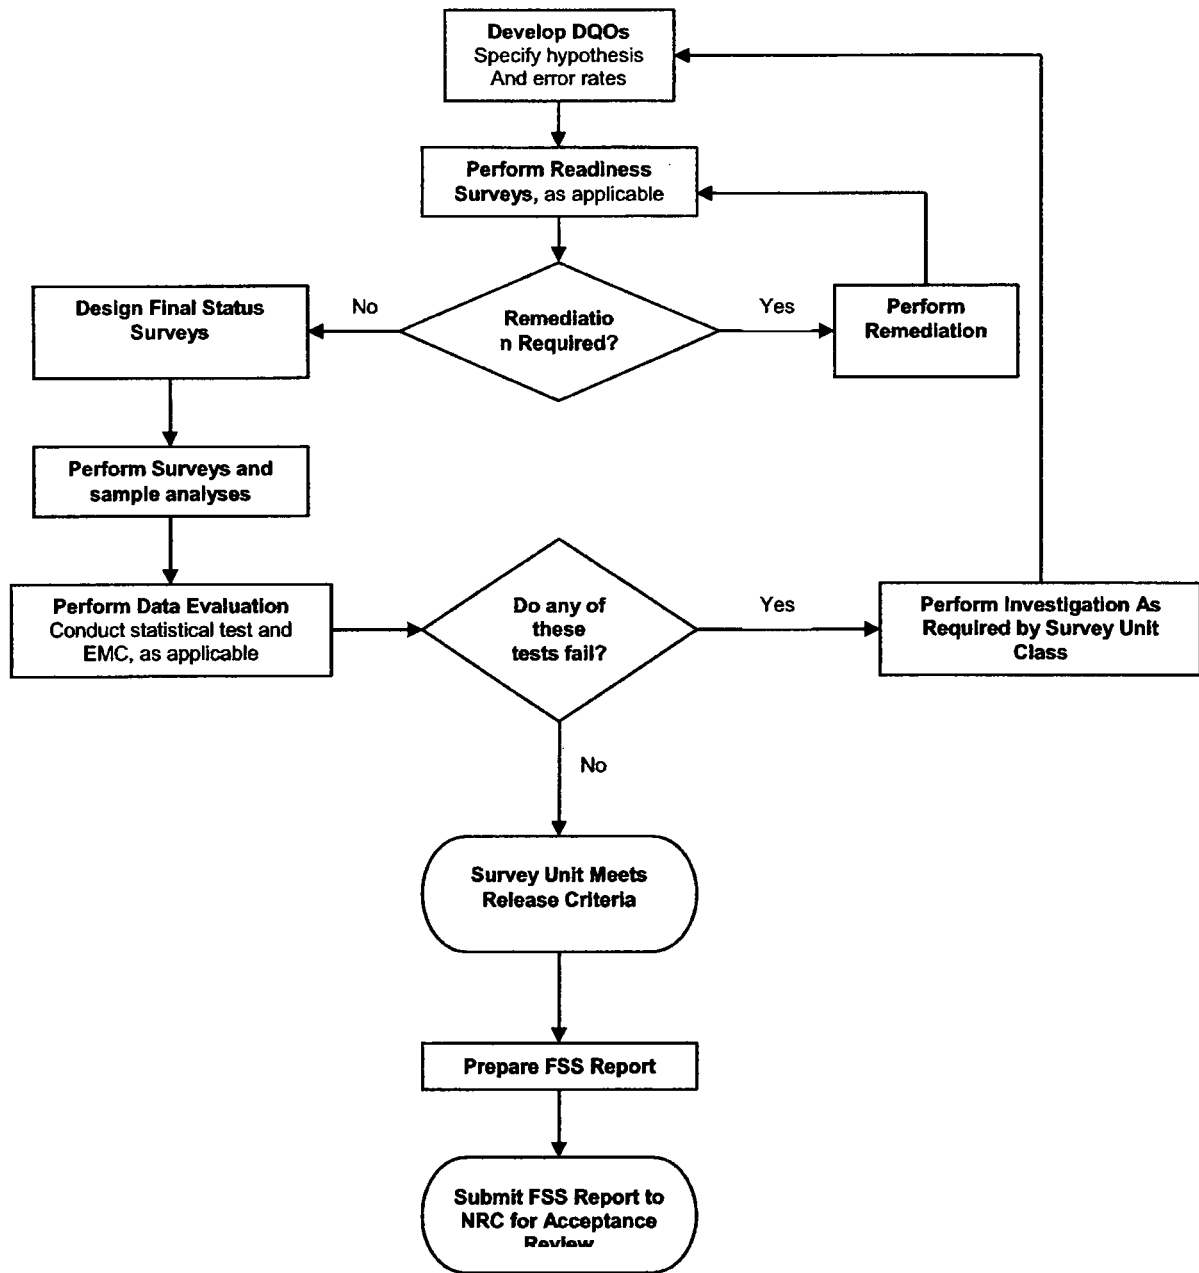 Develop DQOs
Specify hypothesis
And error rates
Perform Readiness
Surveys, as applicable
Design Final Status
Surveys
No
Remediatio
n Required?
Yes
Perform
Remediation
Perform Surveys and
sample analyses
Perform Data Evaluation
Conduct statistical test and
EMC, as applicable
Do any of
these
tests fail?
Yes
Perform Investigation As
Required by Survey Unit
Class
No
Survey Unit Meets
Release Criteria
Prepare FSS Report
Submit FSS Report to
NRC for Acceptance
Review